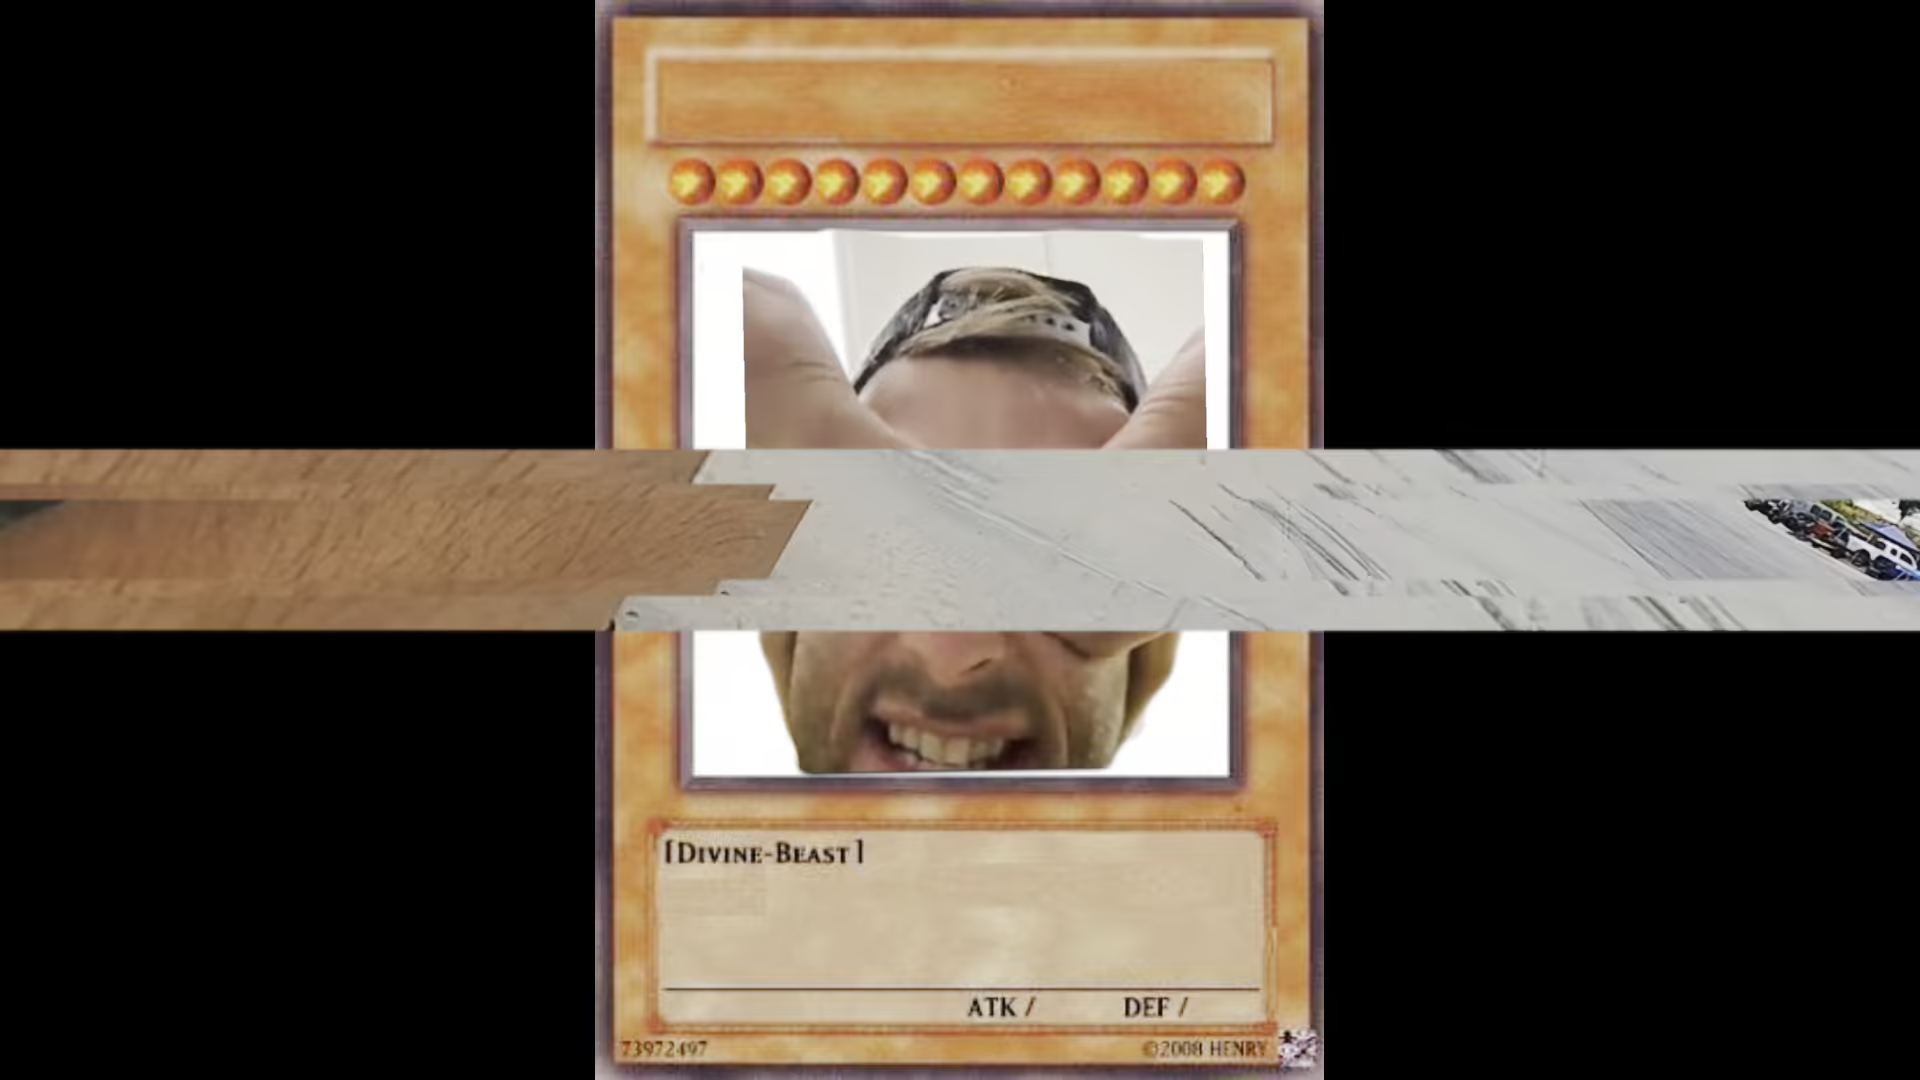 [DIVINE-BEAST]
ATK / DEF /
73972497 ©2008 HENRY